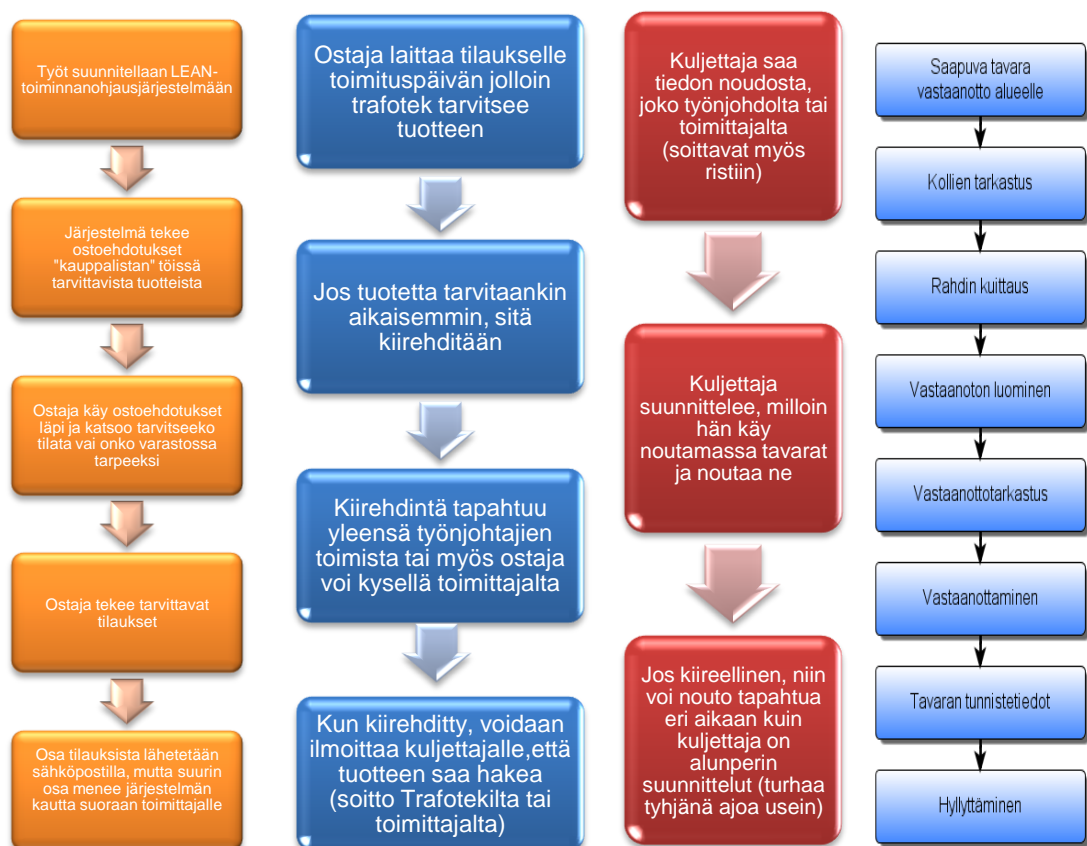 Työt suunnitellaan LEAN-
toiminnanohjausjärjestelmään
Järjestelmä tekee
ostoehdotukset
"kauppalistan" töissä
tarvittavista tuotteista
Ostaja käy ostoehdotukset
läpi ja katsoo tarvitseeko
tilata vai onko varastossa
tarpeeksi
Ostaja tekee tarvittavat
tilaukset
Osa tilauksista lähetetään
sähköpostilla, mutta suurin
osa menee järjestelmän
kautta suoraan toimittajalle
Ostaja laittaa tilaukselle
toimituspäivän jolloin
trafotek tarvitsee
tuotteen
Jos tuotetta tarvitaankin
aikaisemmin, sitä
kiirehditään
Kiirehdintä tapahtuu
yleensä työnjohtajien
toimista tai myös ostaja
voi kysellä toimittajalta
Kun kiirehditty, voidaan
ilmoittaa kuljettajalle,että
tuotteen saa hakea
(soitto Trafotekilta tai
toimittajalta)
Kuljettaja saa
tiedon noudosta,
joko työnjohdolta tai
toimittajalta
(soittavat myös
ristiin)
Kuljettaja
suunnittelee, milloin
hän käy
noutamassa tavarat
ja noutaa ne
Jos kiireellinen, niin
voi nouto tapahtua
eri aikaan kuin
kuljettaja on
alunperin
suunnittelut (turhaa
tyhjänä ajoa usein)
Saapuva tavara
vastaanotto alueelle
Kollien tarkastus
Rahdin kuittaus
Vastaanoton luominen
Vastaanottotarkastus
Vastaanottaminen
Tavaran tunnistetiedot
Hyllyttäminen